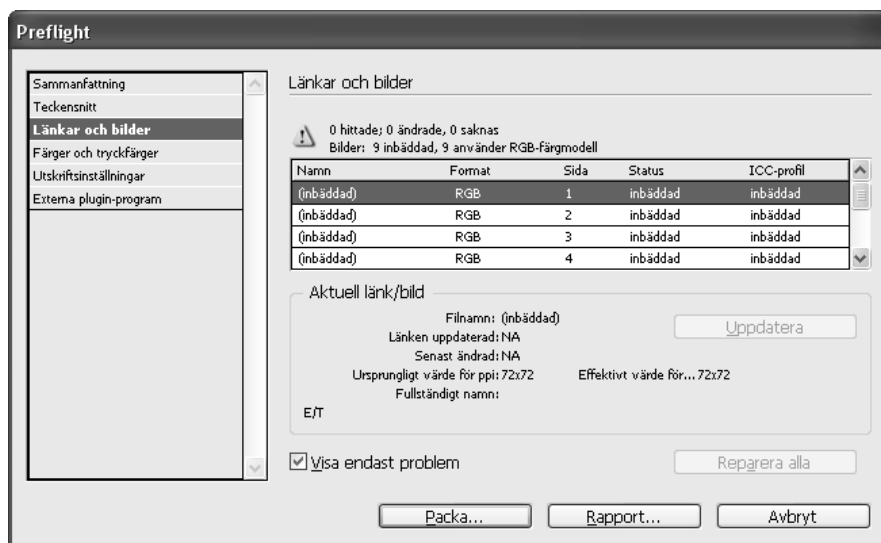 Preflight
Sammanfattning
Teckensnitt
Länkar och bilder
Färger och tryckfärger
Utskriftsinställningar
Externa plugin-program
Länkar och bilder
0 hittade; 0 ändrade, 0 saknas
Bilder: 9 inbäddad, 9 använder RGB-färgmodell
Namn Format Sida Status ICC-profil
(inbäddad) RGB 1 inbäddad inbäddad
(inbäddad) RGB 2 inbäddad inbäddad
(inbäddad) RGB 3 inbäddad inbäddad
(inbäddad) RGB 4 inbäddad inbäddad
Aktuell länk/bild
Filnamn: (inbäddad)
Uppdatera
Länken uppdaterad: NA
Senast ändrad: NA
Ursprungligt värde för ppi: 72x72 Effektivt värde för... 72x72
Fullständigt namn:
E/T
Visa endast problem
Reparera alla
Packa... Rapport... Avbryt